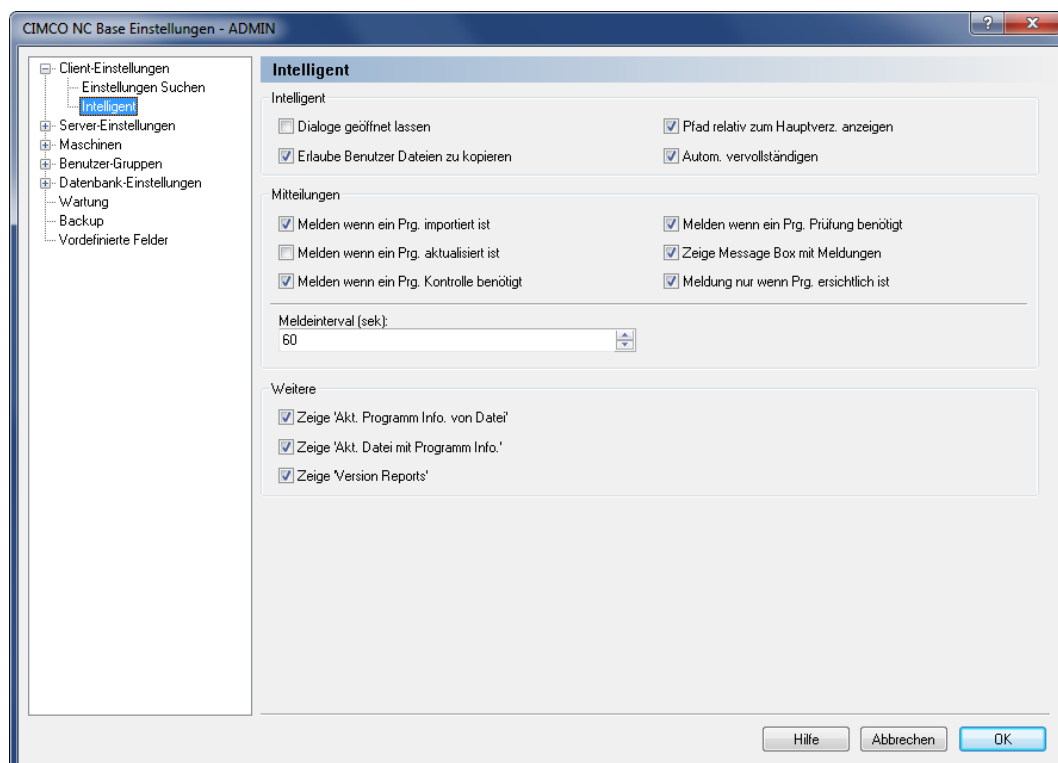 CIMCO NC Base Einstellungen - ADMIN
Client-Einstellungen
Einstellungen Suchen
Intelligent
Server-Einstellungen
Maschinen
Benutzer-Gruppen
Datenbank-Einstellungen
Wartung
Backup
Vordefinierte Felder
Intelligent
Intelligent
Dialoge geöffnet lassen
Pfad relativ zum Hauptverz. anzeigen
Erlaube Benutzer Dateien zu kopieren
Autom. vervollständigen
Mitteilungen
Melden wenn ein Prg. importiert ist
Melden wenn ein Prg. Prüfung benötigt
Melden wenn ein Prg. aktualisiert ist
Zeige Message Box mit Meldungen
Melden wenn ein Prg. Kontrolle benötigt
Meldung nur wenn Prg. ersichtlich ist
Meldeinterval (sek):
60
Weitere
Zeige 'Akt. Programm Info. von Datei'
Zeige 'Akt. Datei mit Programm Info.'
Zeige 'Version Reports'
Hilfe
Abbrechen
OK